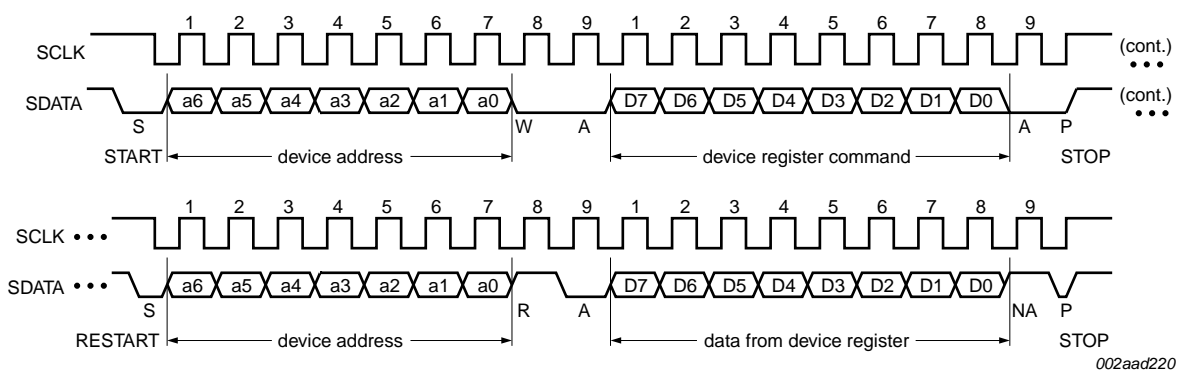 1 2 3 4 5 6 7 8 9 1 2 3 4 5 6 7 8 9
SCLK (cont.)
SDATA a6 a5 a4 a3 a2 a1 a0 D7 D6 D5 D4 D3 D2 D1 D0 (cont.)
S W A A P
START device address device register command STOP
1 2 3 4 5 6 7 8 9 1 2 3 4 5 6 7 8 9
SCLK
SDATA a6 a5 a4 a3 a2 a1 a0 D7 D6 D5 D4 D3 D2 D1 D0
S R A NA P
RESTART device address data from device register STOP
002aad220